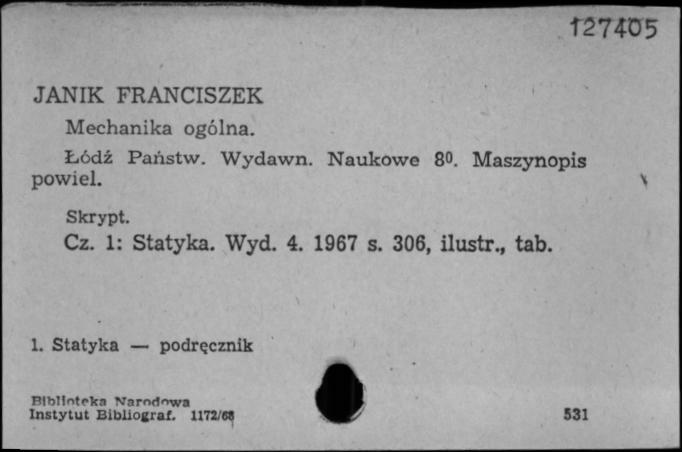 127405
JANIK FRANCISZEK
Mechanika ogólna.
Łódź Państw. Wydawn. Naukowe 8⁰. Maszynopis
powiel.
Skrypt.
Cz. 1: Statyka. Wyd. 4. 1967 s. 306, ilustr., tab.
1. Statyka — podręcznik
Biblioteka Narodowa
Instytut Bibliograf. 1172/68
531